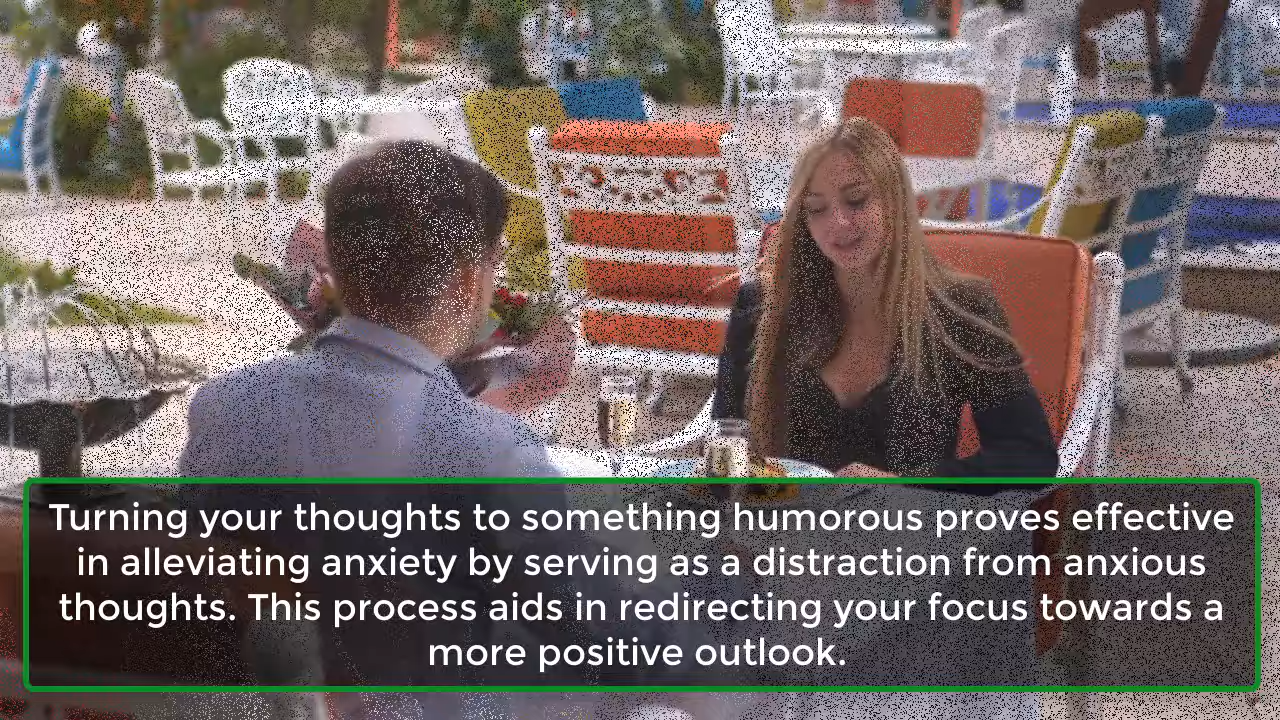 Turning your thoughts to something humorous proves effective
in alleviating anxiety by serving as a distraction from anxious
thoughts. This process aids in redirecting your focus towards a
more positive outlook.